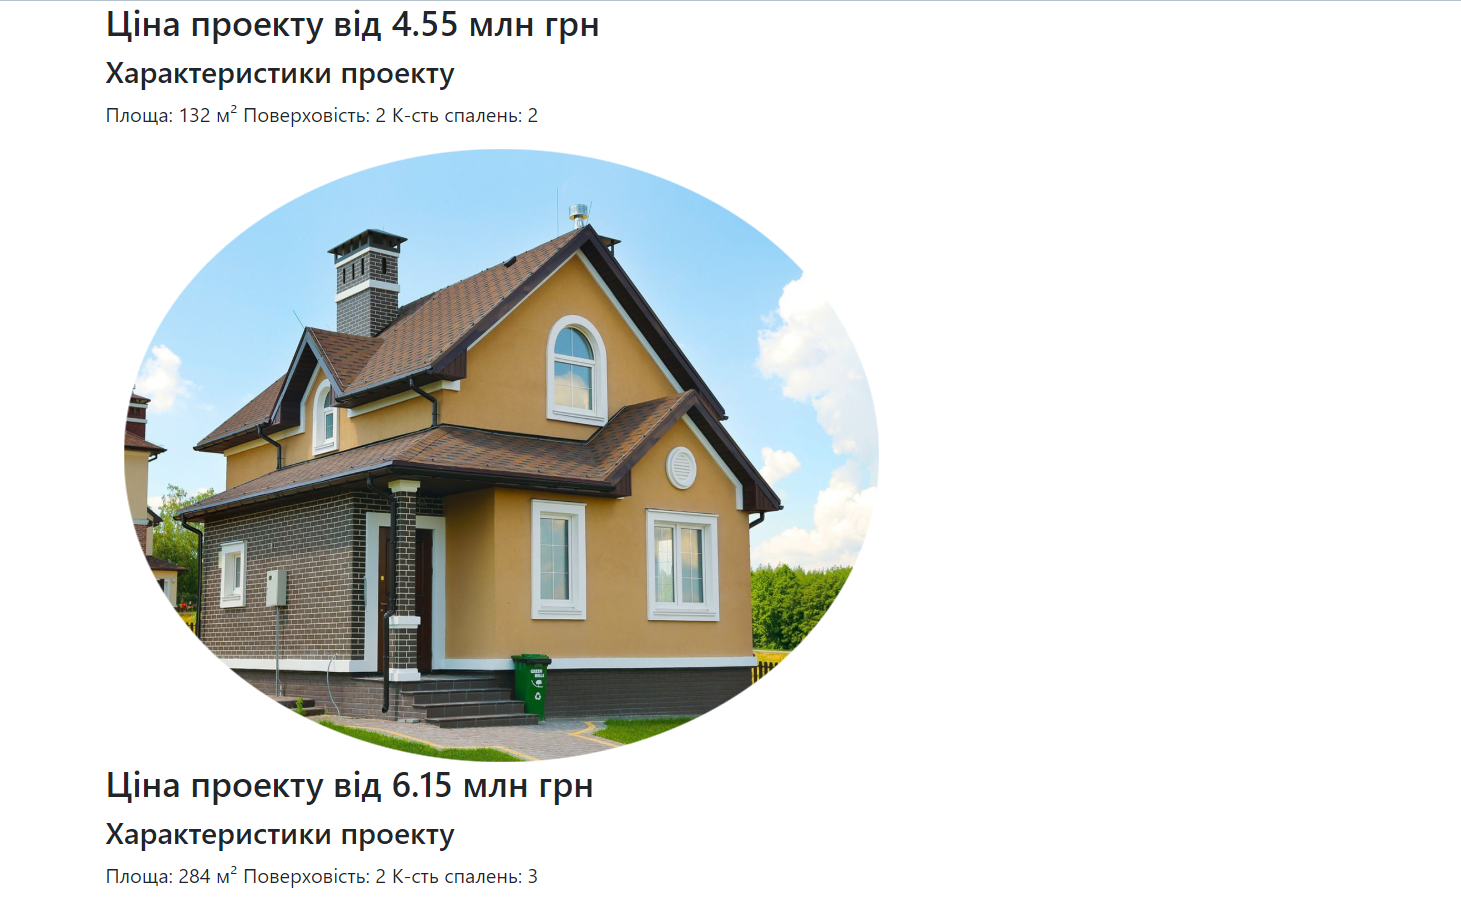 Ціна проекту від 4.55 млн грн
Характеристики проекту
Площа: 132 м² Поверховість: 2 К-сть спалень: 2
Ціна проекту від 6.15 млн грн
Характеристики проекту
Площа: 284 м² Поверховість: 2 К-сть спалень: 3